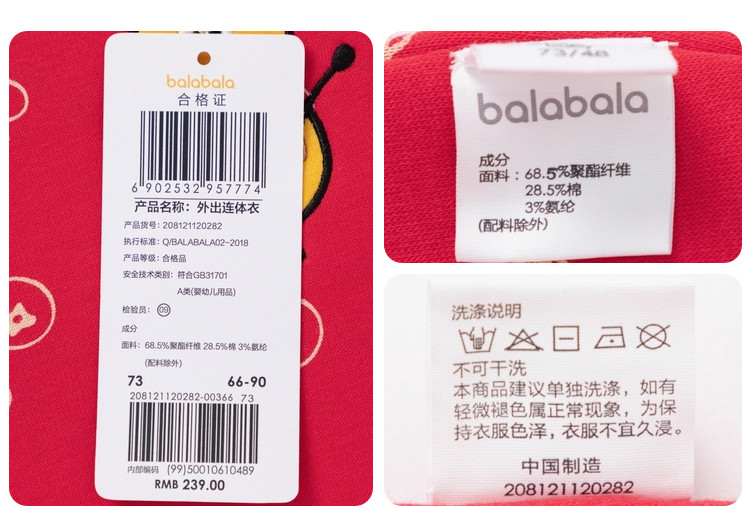 balabala
合格证
6 902532 957774
产品名称: 外出连体衣
产品货号: 208121120282
执行标准: Q/BALABALA02-2018
产品等级: 合格品
安全技术类别: 符合GB31701
A类(婴幼儿用品)
检验员: 09
成分
面料: 68.5%聚酯纤维 28.5%棉 3%氨纶
(配料除外)
73 66-90
208121120282-00366 73
内部编码 (99)50010610489
RMB 239.00
73/48
balabala
成分
面料: 68.5%聚酯纤维
28.5%棉
3%氨纶
(配料除外)
洗涤说明
不可干洗
本商品建议单独洗涤，如有
轻微褪色属正常现象，为保
持衣服色泽，衣服不宜久浸。
中国制造
208121120282